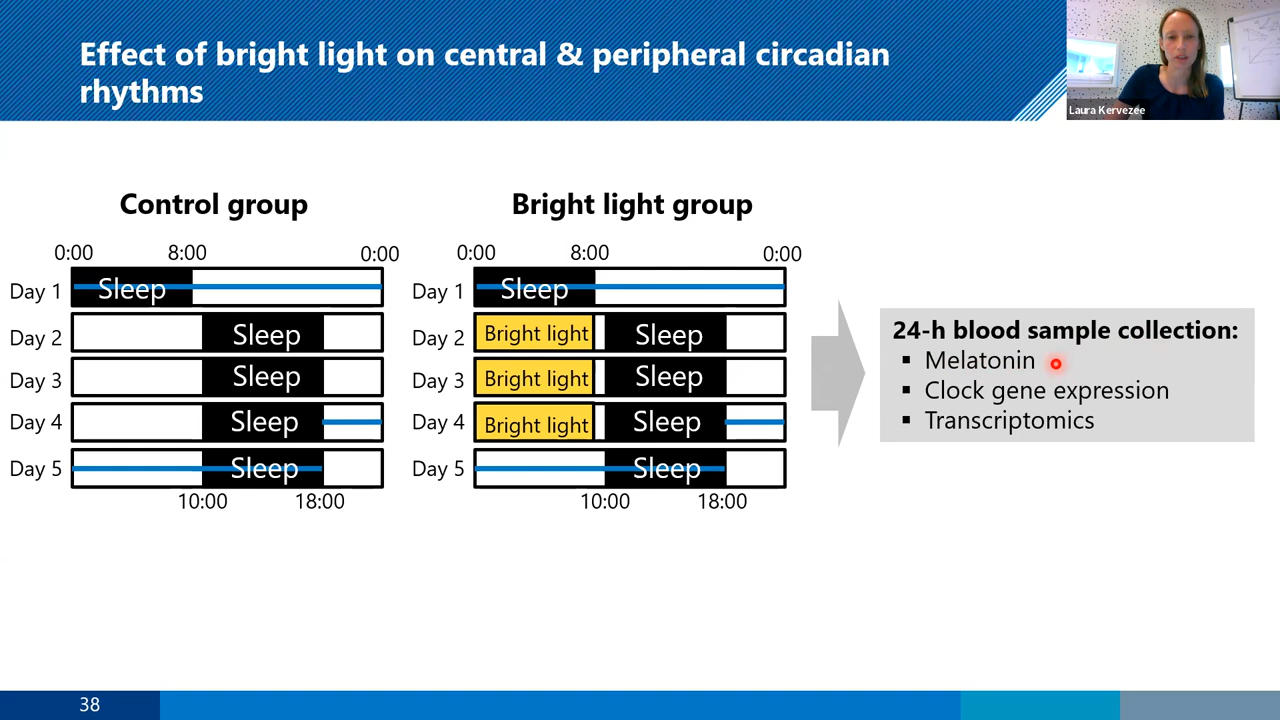 Effect of bright light on central & peripheral circadian
rhythms
Laura Kervezee
Control group
0:00 8:00 0:00
Day 1 Sleep
Day 2 Sleep
Day 3 Sleep
Day 4 Sleep
Day 5 Sleep
10:00 18:00
Bright light group
0:00 8:00 0:00
Day 1 Sleep
Day 2 Bright light Sleep
Day 3 Bright light Sleep
Day 4 Bright light Sleep
Day 5 Sleep
10:00 18:00
24-h blood sample collection:
▪ Melatonin
▪ Clock gene expression
▪ Transcriptomics
38